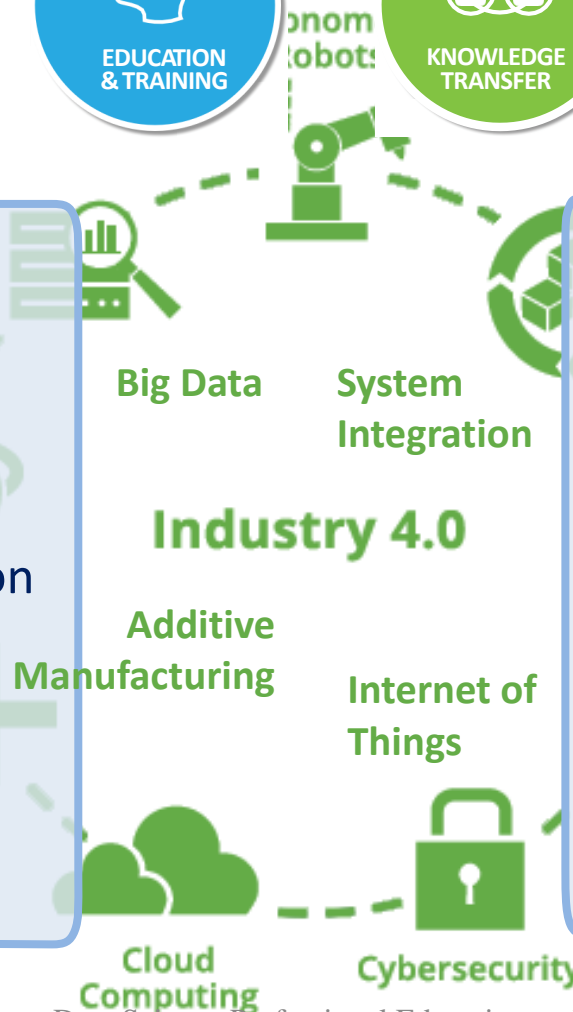 EDUCATION
& TRAINING
KNOWLEDGE
TRANSFER
Big Data
System
Integration
Industry 4.0
Additive
Manufacturing
Internet of
Things
Cloud
Computing
Cybersecurity